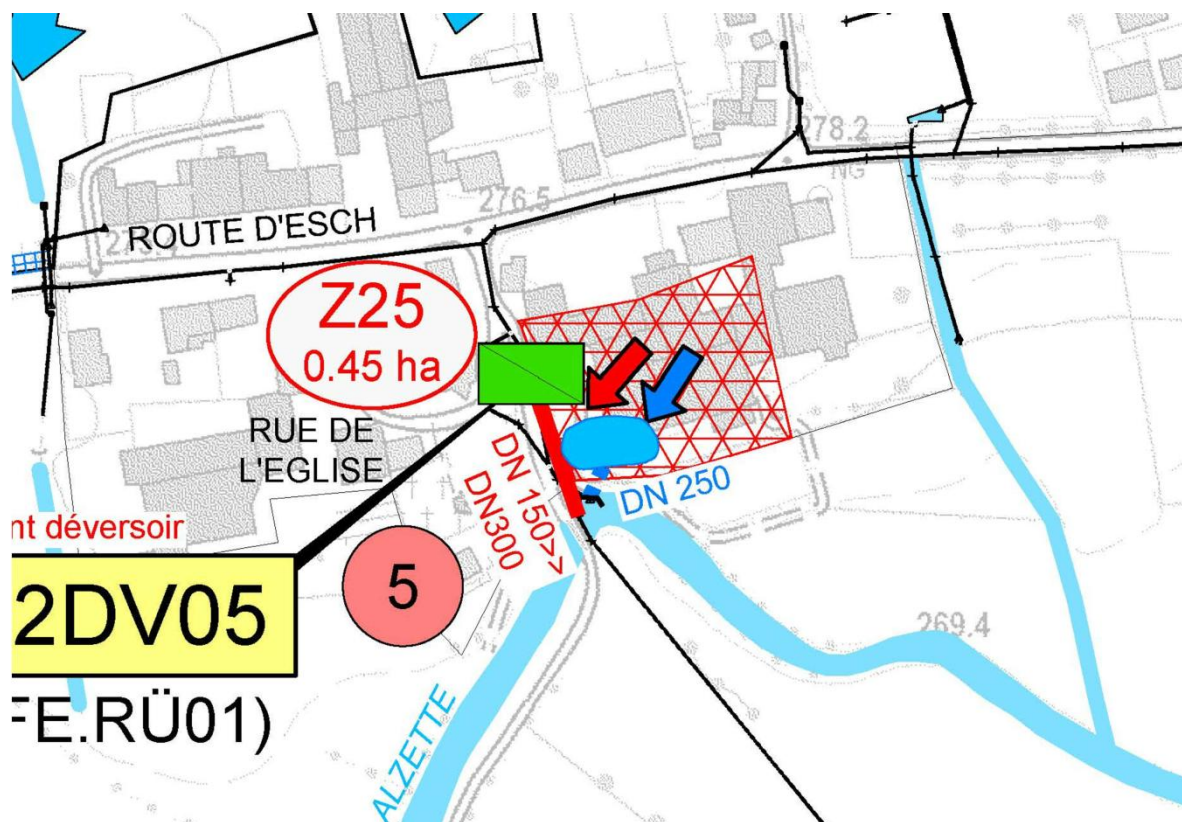 278.2
NG
276.5
ROUTE D'ESCH
Z25
0.45 ha
RUE DE
L'EGLISE
DN 150>>
DN300
DN 250
nt déversoir
2DV05
5
FE.RÜ01)
269.4
ALZETTE